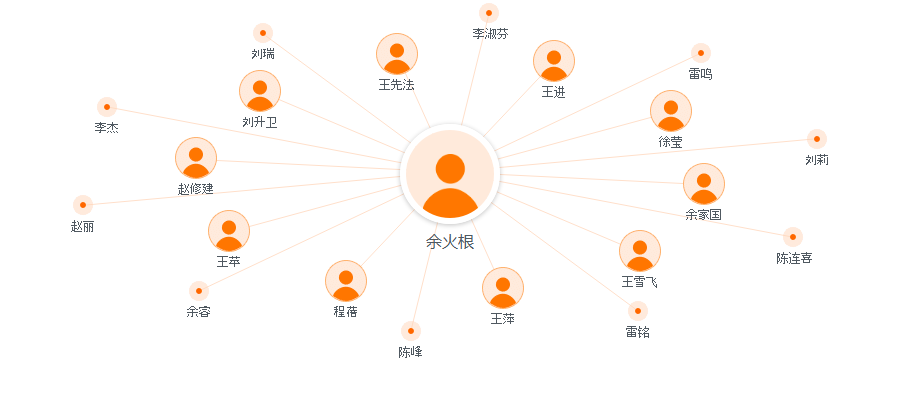 李淑芬
刘瑞
雷鸣
王先法
王进
刘升卫
李杰
徐莹
刘莉
赵修建
余家国
赵丽
余火根
王苹
陈连喜
王雪飞
余容
程蓓
王萍
雷铭
陈峰